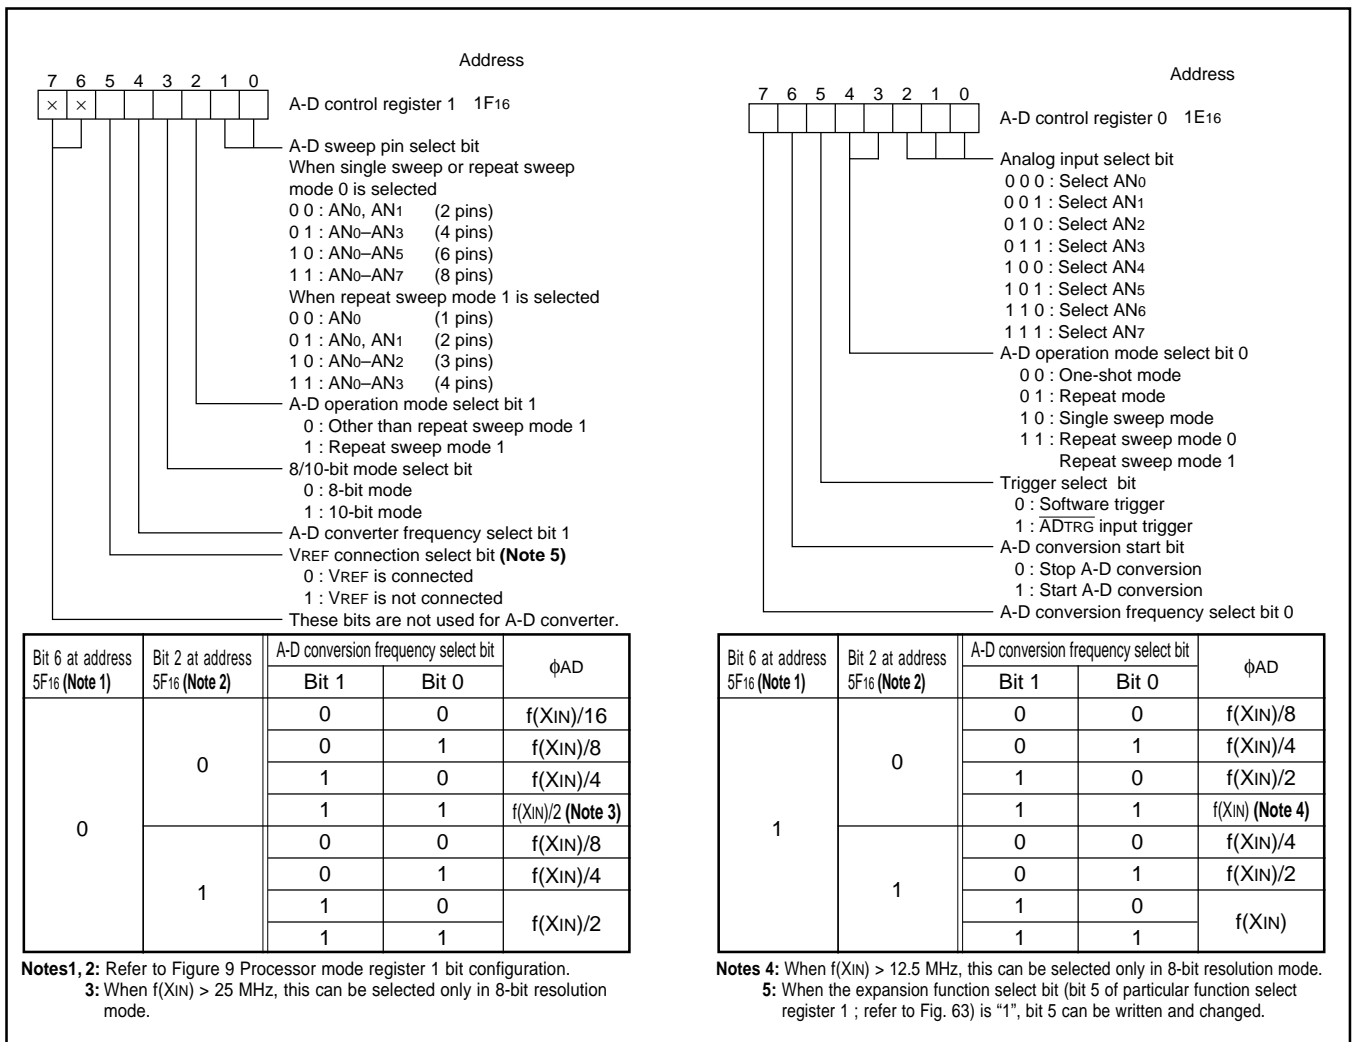 Address
7 6 5 4 3 2 1 0
× ×
A-D control register 1 1F16
A-D sweep pin select bit
When single sweep or repeat sweep
mode 0 is selected
0 0 : AN0, AN1 (2 pins)
0 1 : AN0–AN3 (4 pins)
1 0 : AN0–AN5 (6 pins)
1 1 : AN0–AN7 (8 pins)
When repeat sweep mode 1 is selected
0 0 : AN0 (1 pins)
0 1 : AN0, AN1 (2 pins)
1 0 : AN0–AN2 (3 pins)
1 1 : AN0–AN3 (4 pins)
A-D operation mode select bit 1
0 : Other than repeat sweep mode 1
1 : Repeat sweep mode 1
8/10-bit mode select bit
0 : 8-bit mode
1 : 10-bit mode
A-D converter frequency select bit 1
VREF connection select bit (Note 5)
0 : VREF is connected
1 : VREF is not connected
These bits are not used for A-D converter.
Address
7 6 5 4 3 2 1 0
A-D control register 0 1E16
Analog input select bit
0 0 0 : Select AN0
0 0 1 : Select AN1
0 1 0 : Select AN2
0 1 1 : Select AN3
1 0 0 : Select AN4
1 0 1 : Select AN5
1 1 0 : Select AN6
1 1 1 : Select AN7
A-D operation mode select bit 0
0 0 : One-shot mode
0 1 : Repeat mode
1 0 : Single sweep mode
1 1 : Repeat sweep mode 0
Repeat sweep mode 1
Trigger select bit
0 : Software trigger
1 : ADTRG input trigger
A-D conversion start bit
0 : Stop A-D conversion
1 : Start A-D conversion
A-D conversion frequency select bit 0
Bit 6 at address
5F16 (Note 1)
Bit 2 at address
5F16 (Note 2)
A-D conversion frequency select bit
Bit 1 Bit 0
φAD
0
0
0 0 f(XIN)/16
0 1 f(XIN)/8
1 0 f(XIN)/4
1 1 f(XIN)/2 (Note 3)
1
0 0 f(XIN)/8
0 1 f(XIN)/4
1 0
f(XIN)/2
1 1
Bit 6 at address
5F16 (Note 1)
Bit 2 at address
5F16 (Note 2)
A-D conversion frequency select bit
Bit 1 Bit 0
φAD
1
0
0 0 f(XIN)/8
0 1 f(XIN)/4
1 0 f(XIN)/2
1 1 f(XIN) (Note 4)
1
0 0 f(XIN)/4
0 1 f(XIN)/2
1 0
f(XIN)
1 1
Notes1, 2: Refer to Figure 9 Processor mode register 1 bit configuration.
3: When f(XIN) > 25 MHz, this can be selected only in 8-bit resolution
mode.
Notes 4: When f(XIN) > 12.5 MHz, this can be selected only in 8-bit resolution mode.
5: When the expansion function select bit (bit 5 of particular function select
register 1 ; refer to Fig. 63) is “1”, bit 5 can be written and changed.